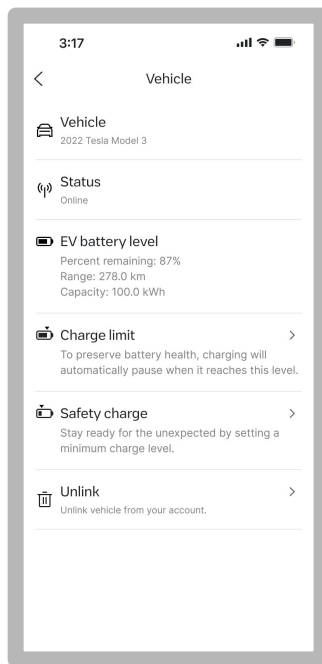 3:17
Vehicle
Vehicle
2022 Tesla Model 3
Status
Online
EV battery level
Percent remaining: 87%
Range: 278.0 km
Capacity: 100.0 kWh
Charge limit
To preserve battery health, charging will
automatically pause when it reaches this level.
Safety charge
Stay ready for the unexpected by setting a
minimum charge level.
Unlink
Unlink vehicle from your account.